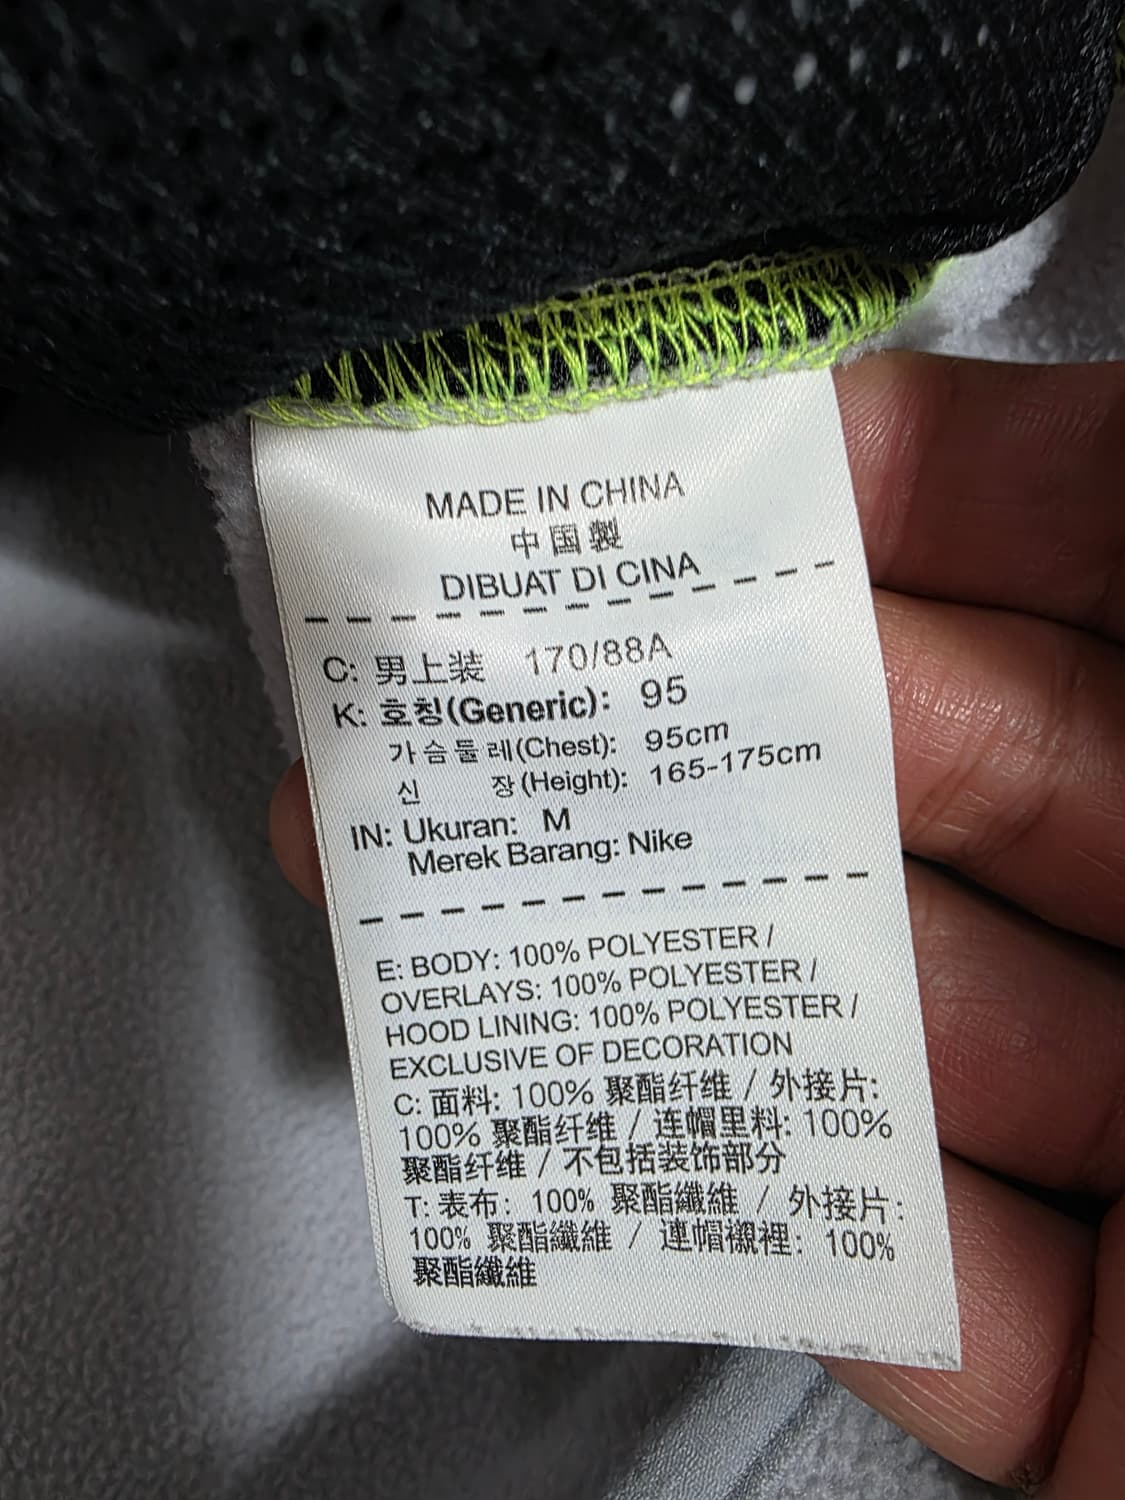 MADE IN CHINA
中国製
DIBUAT DI CINA
C: 男上装 170/88A
K: 호칭(Generic): 95
가슴둘레(Chest): 95cm
신 장(Height): 165-175cm
IN: Ukuran: M
Merek Barang: Nike
E: BODY: 100% POLYESTER /
OVERLAYS: 100% POLYESTER /
HOOD LINING: 100% POLYESTER /
EXCLUSIVE OF DECORATION
C: 面料: 100% 聚酯纤维 / 外接片:
100% 聚酯纤维 / 连帽里料: 100%
聚酯纤维 / 不包括装饰部分
T: 表布: 100% 聚酯纖維 / 外接片:
100% 聚酯纖維 / 連帽襯裡: 100%
聚酯纖維